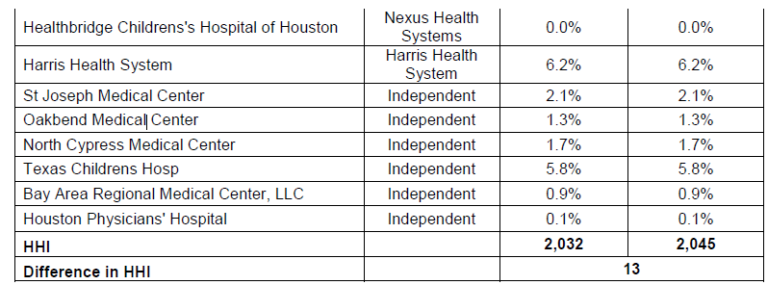 Healthbridge Childrens's Hospital of Houston Nexus Health Systems 0.0% 0.0%
Harris Health System Harris Health System 6.2% 6.2%
St Joseph Medical Center Independent 2.1% 2.1%
Oakbend Medical Center Independent 1.3% 1.3%
North Cypress Medical Center Independent 1.7% 1.7%
Texas Childrens Hosp Independent 5.8% 5.8%
Bay Area Regional Medical Center, LLC Independent 0.9% 0.9%
Houston Physicians' Hospital Independent 0.1% 0.1%
HHI 2,032 2,045
Difference in HHI 13